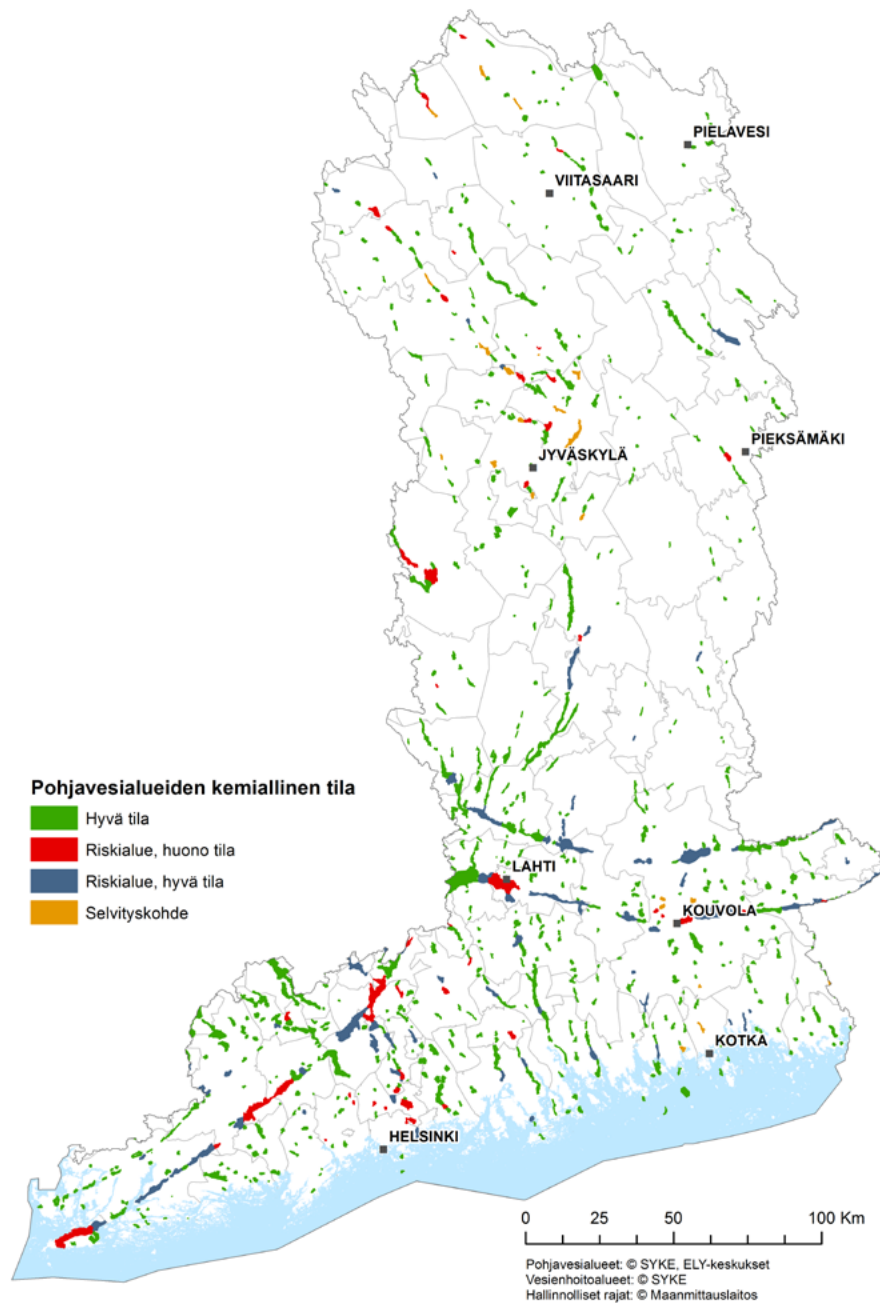 PIELAVESI
VIITASAARI
PIEKSÄMÄKI
JYVÄSKYLÄ
Pohjavesialueiden kemiallinen tila
Hyvä tila
Riskialue, huono tila
Riskialue, hyvä tila
Selvityskohde
LAHTI
KOUVOLA
KOTKA
HELSINKI
0 25 50 100 Km
Pohjavesialueet: © SYKE, ELY-keskukset
Vesienhoitoalueet: © SYKE
Hallinnolliset rajat: © Maanmittauslaitos